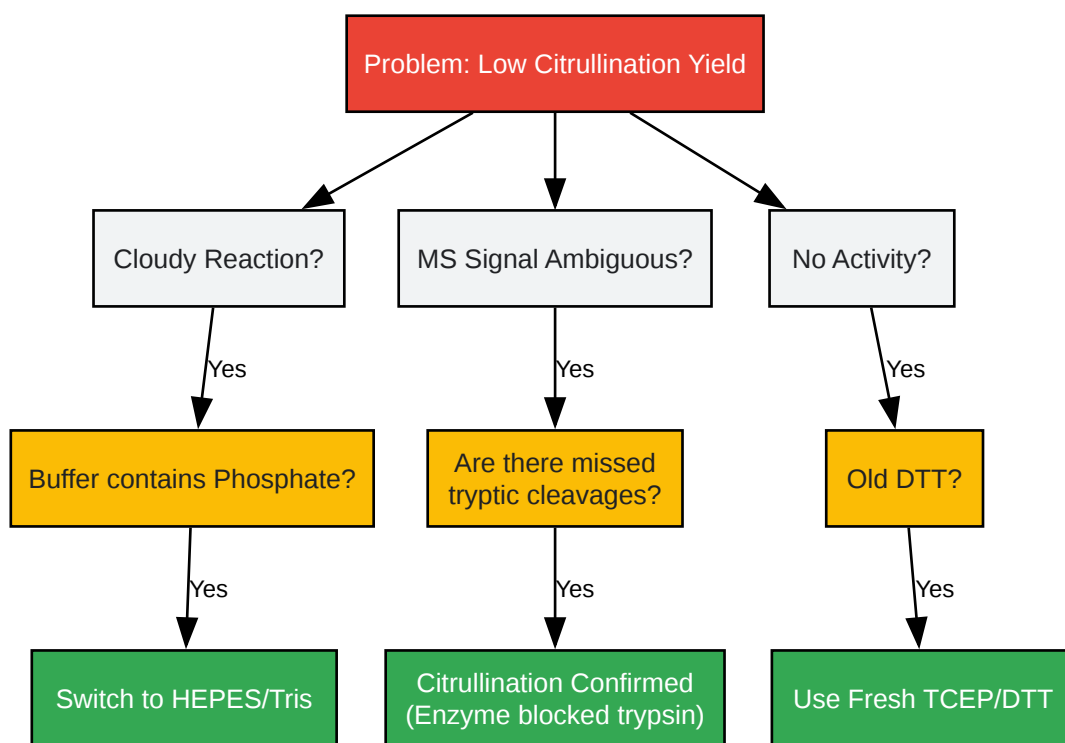 Problem: Low Citrullination Yield
Cloudy Reaction?
MS Signal Ambiguous?
No Activity?
Yes
Yes
Yes
Buffer contains Phosphate?
Are there missed
tryptic cleavages?
Old DTT?
Yes
Yes
Yes
Switch to HEPES/Tris
Citrullination Confirmed
(Enzyme blocked trypsin)
Use Fresh TCEP/DTT